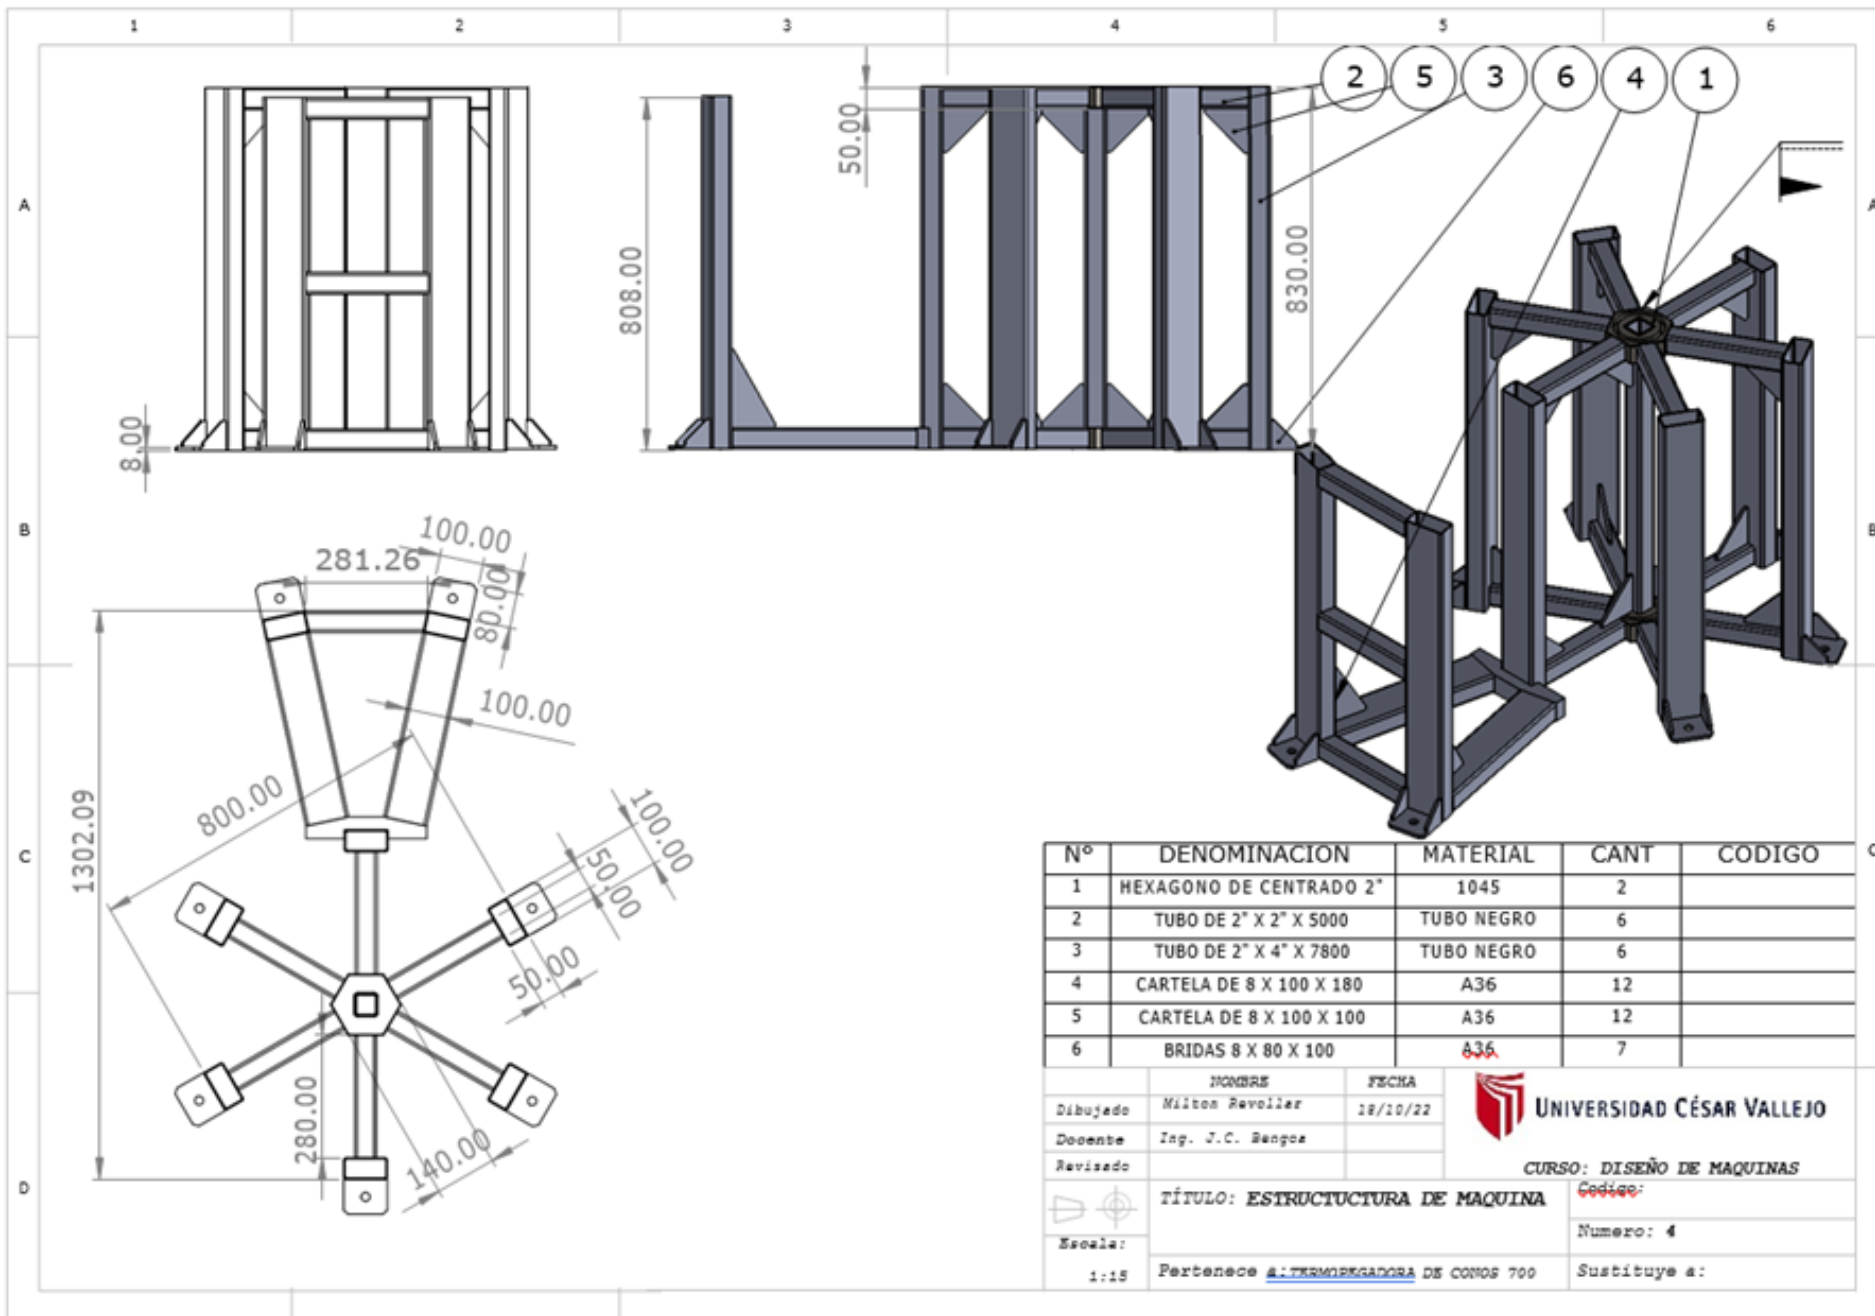 1 2 3 4 5 6
2 5 3 6 4 1
50.00
808.00
830.00
8.00
A A
B B
C C
D
100.00
281.26
80.00
100.00
800.00
1302.09
100.00
50.00
50.00
280.00
140.00
Nº DENOMINACION MATERIAL CANT CODIGO
1 HEXAGONO DE CENTRADO 2" 1045 2
2 TUBO DE 2" X 2" X 5000 TUBO NEGRO 6
3 TUBO DE 2" X 4" X 7800 TUBO NEGRO 6
4 CARTELA DE 8 X 100 X 180 A36 12
5 CARTELA DE 8 X 100 X 100 A36 12
6 BRIDAS 8 X 80 X 100 A36 7
NOMBRE FECHA
Dibujado Milton Revollar 18/10/22
Docente Ing. J.C. Bengoa
Revisado
UNIVERSIDAD CÉSAR VALLEJO
CURSO: DISEÑO DE MAQUINAS
TÍTULO: ESTRUCTUCTURA DE MAQUINA
Codigo:
Numero: 4
Escala:
1:15
Pertenece a: TERMOPEGADORA DE CONOS 700
Sustituye a: